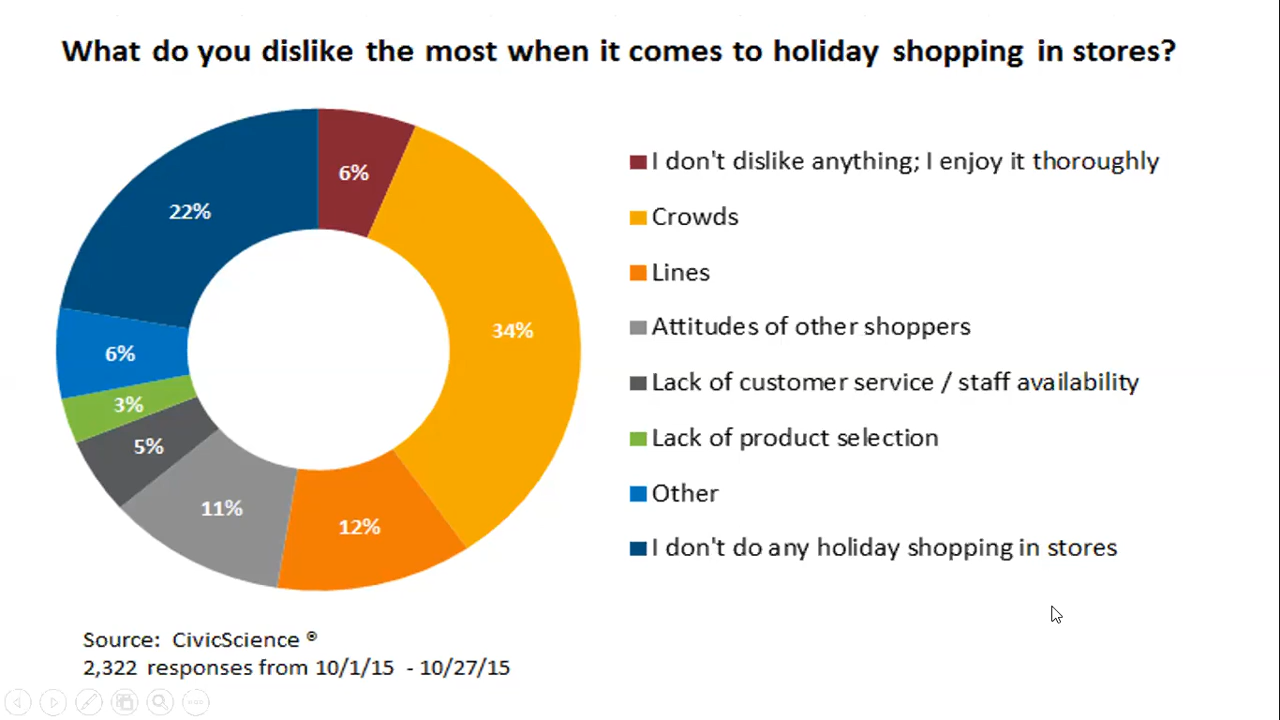 What do you dislike the most when it comes to holiday shopping in stores?
6%
34%
12%
11%
5%
3%
6%
22%
I don't dislike anything; I enjoy it thoroughly
Crowds
Lines
Attitudes of other shoppers
Lack of customer service / staff availability
Lack of product selection
Other
I don't do any holiday shopping in stores
Source: CivicScience ®
2,322 responses from 10/1/15 - 10/27/15